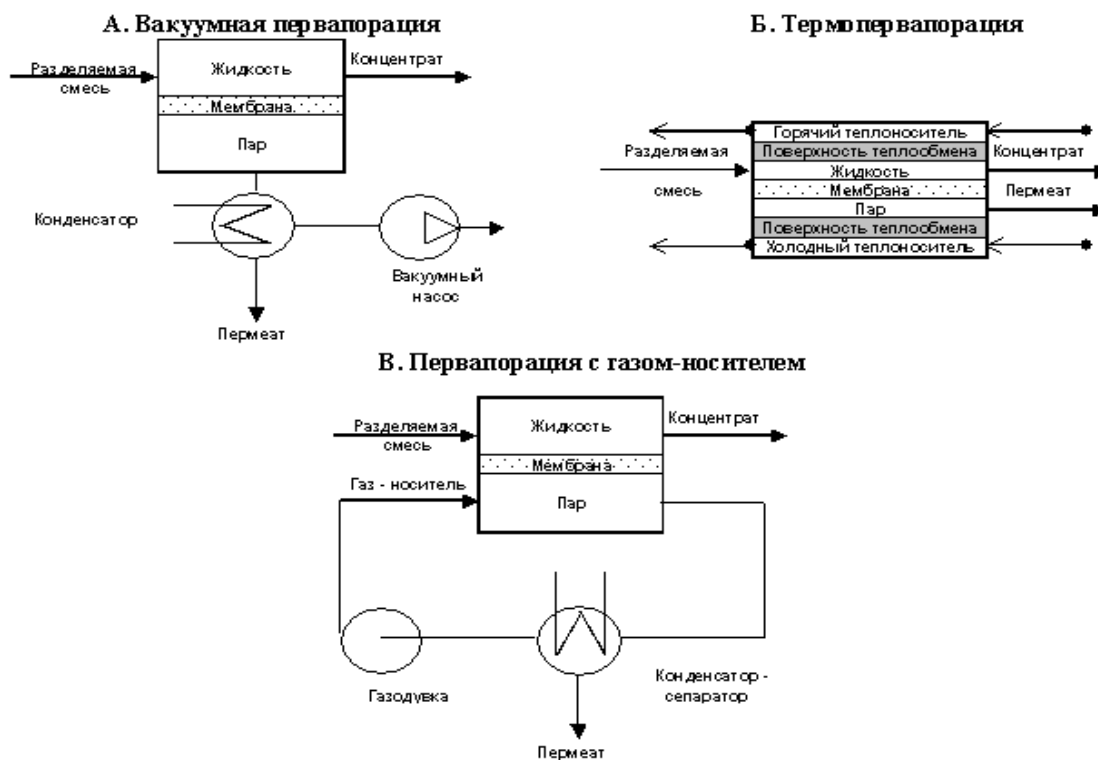 А. Вакуумная первапорация
Разделяемая
смесь
Жидкость
Концентрат
Мембрана
Пар
Конденсатор
Вакуумный
насос
Пермеат
Б. Термопервапорация
Горячий теплоноситель
Разделяемая
Поверхность теплообмена
Концентрат
смесь
Жидкость
Мембрана
Пермеат
Пар
Поверхность теплообмена
Холодный теплоноситель
В. Первапорация с газом-носителем
Разделяемая
смесь
Жидкость
Концентрат
Мембрана
Газ - носитель
Пар
Газодувка
Конденсатор -
сепаратор
Пермеат